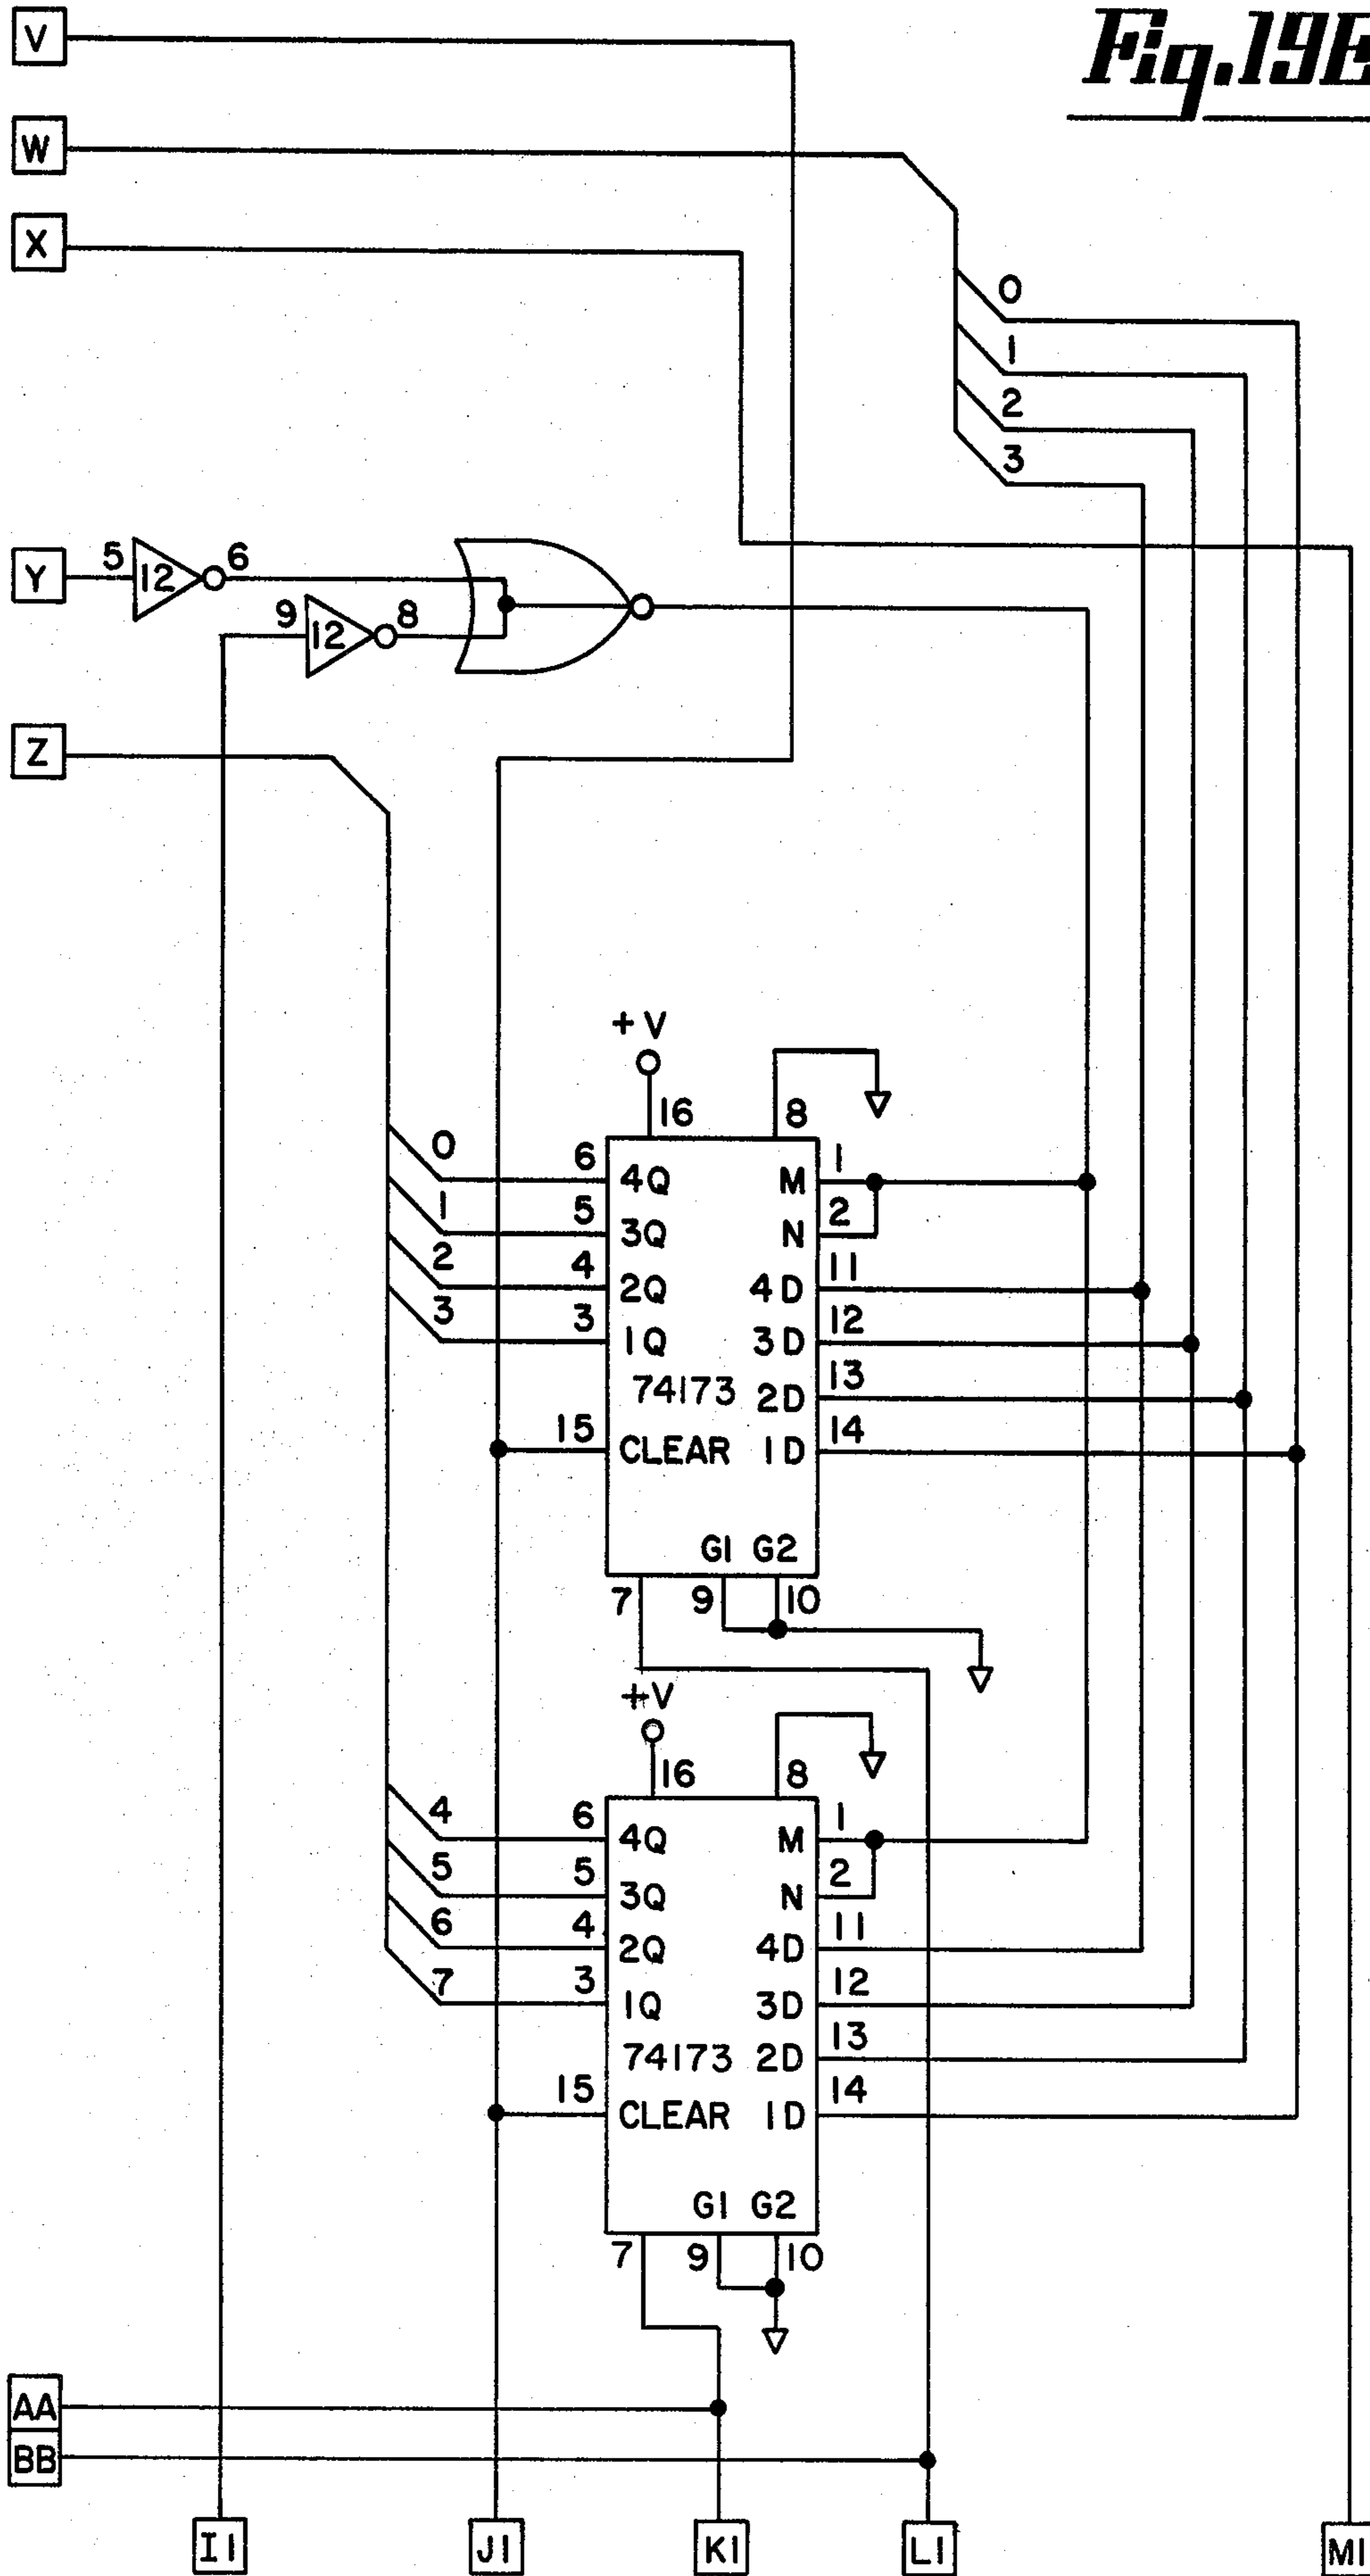 V
Fig.19E
W
X
0
1
2
3
Y
5
12
6
9
12
8
Z
+V
16
8
0
6
4Q
M
1
1
5
3Q
N
2
2
4
2Q
4D
11
3
3
1Q
3D
12
74173
2D
13
15
CLEAR
1D
14
G1
G2
7
9
10
+V
16
8
4
6
4Q
M
1
5
5
3Q
N
2
6
4
2Q
4D
11
7
3
1Q
3D
12
74173
2D
13
15
CLEAR
1D
14
G1
G2
7
9
10
AA
BB
I1
J1
K1
L1
M1